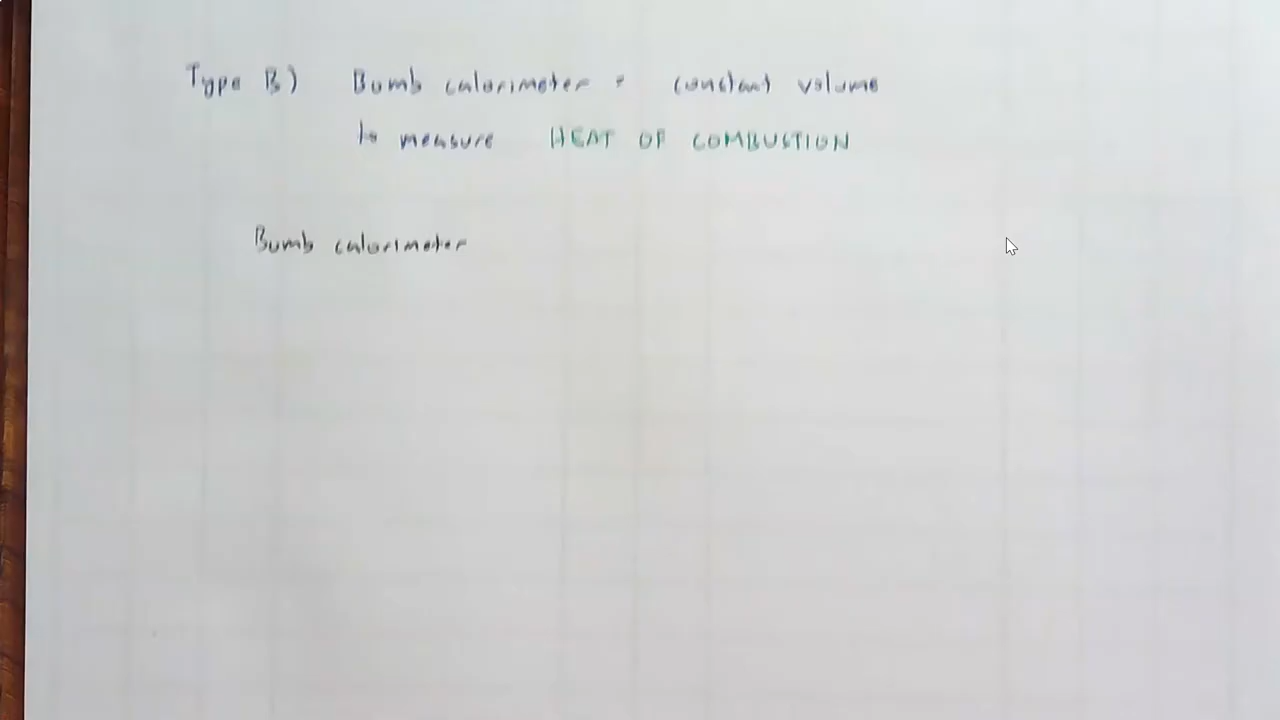 Type B) Bomb calorimeter : constant volume
to measure HEAT OF COMBUSTION
Bomb calorimeter